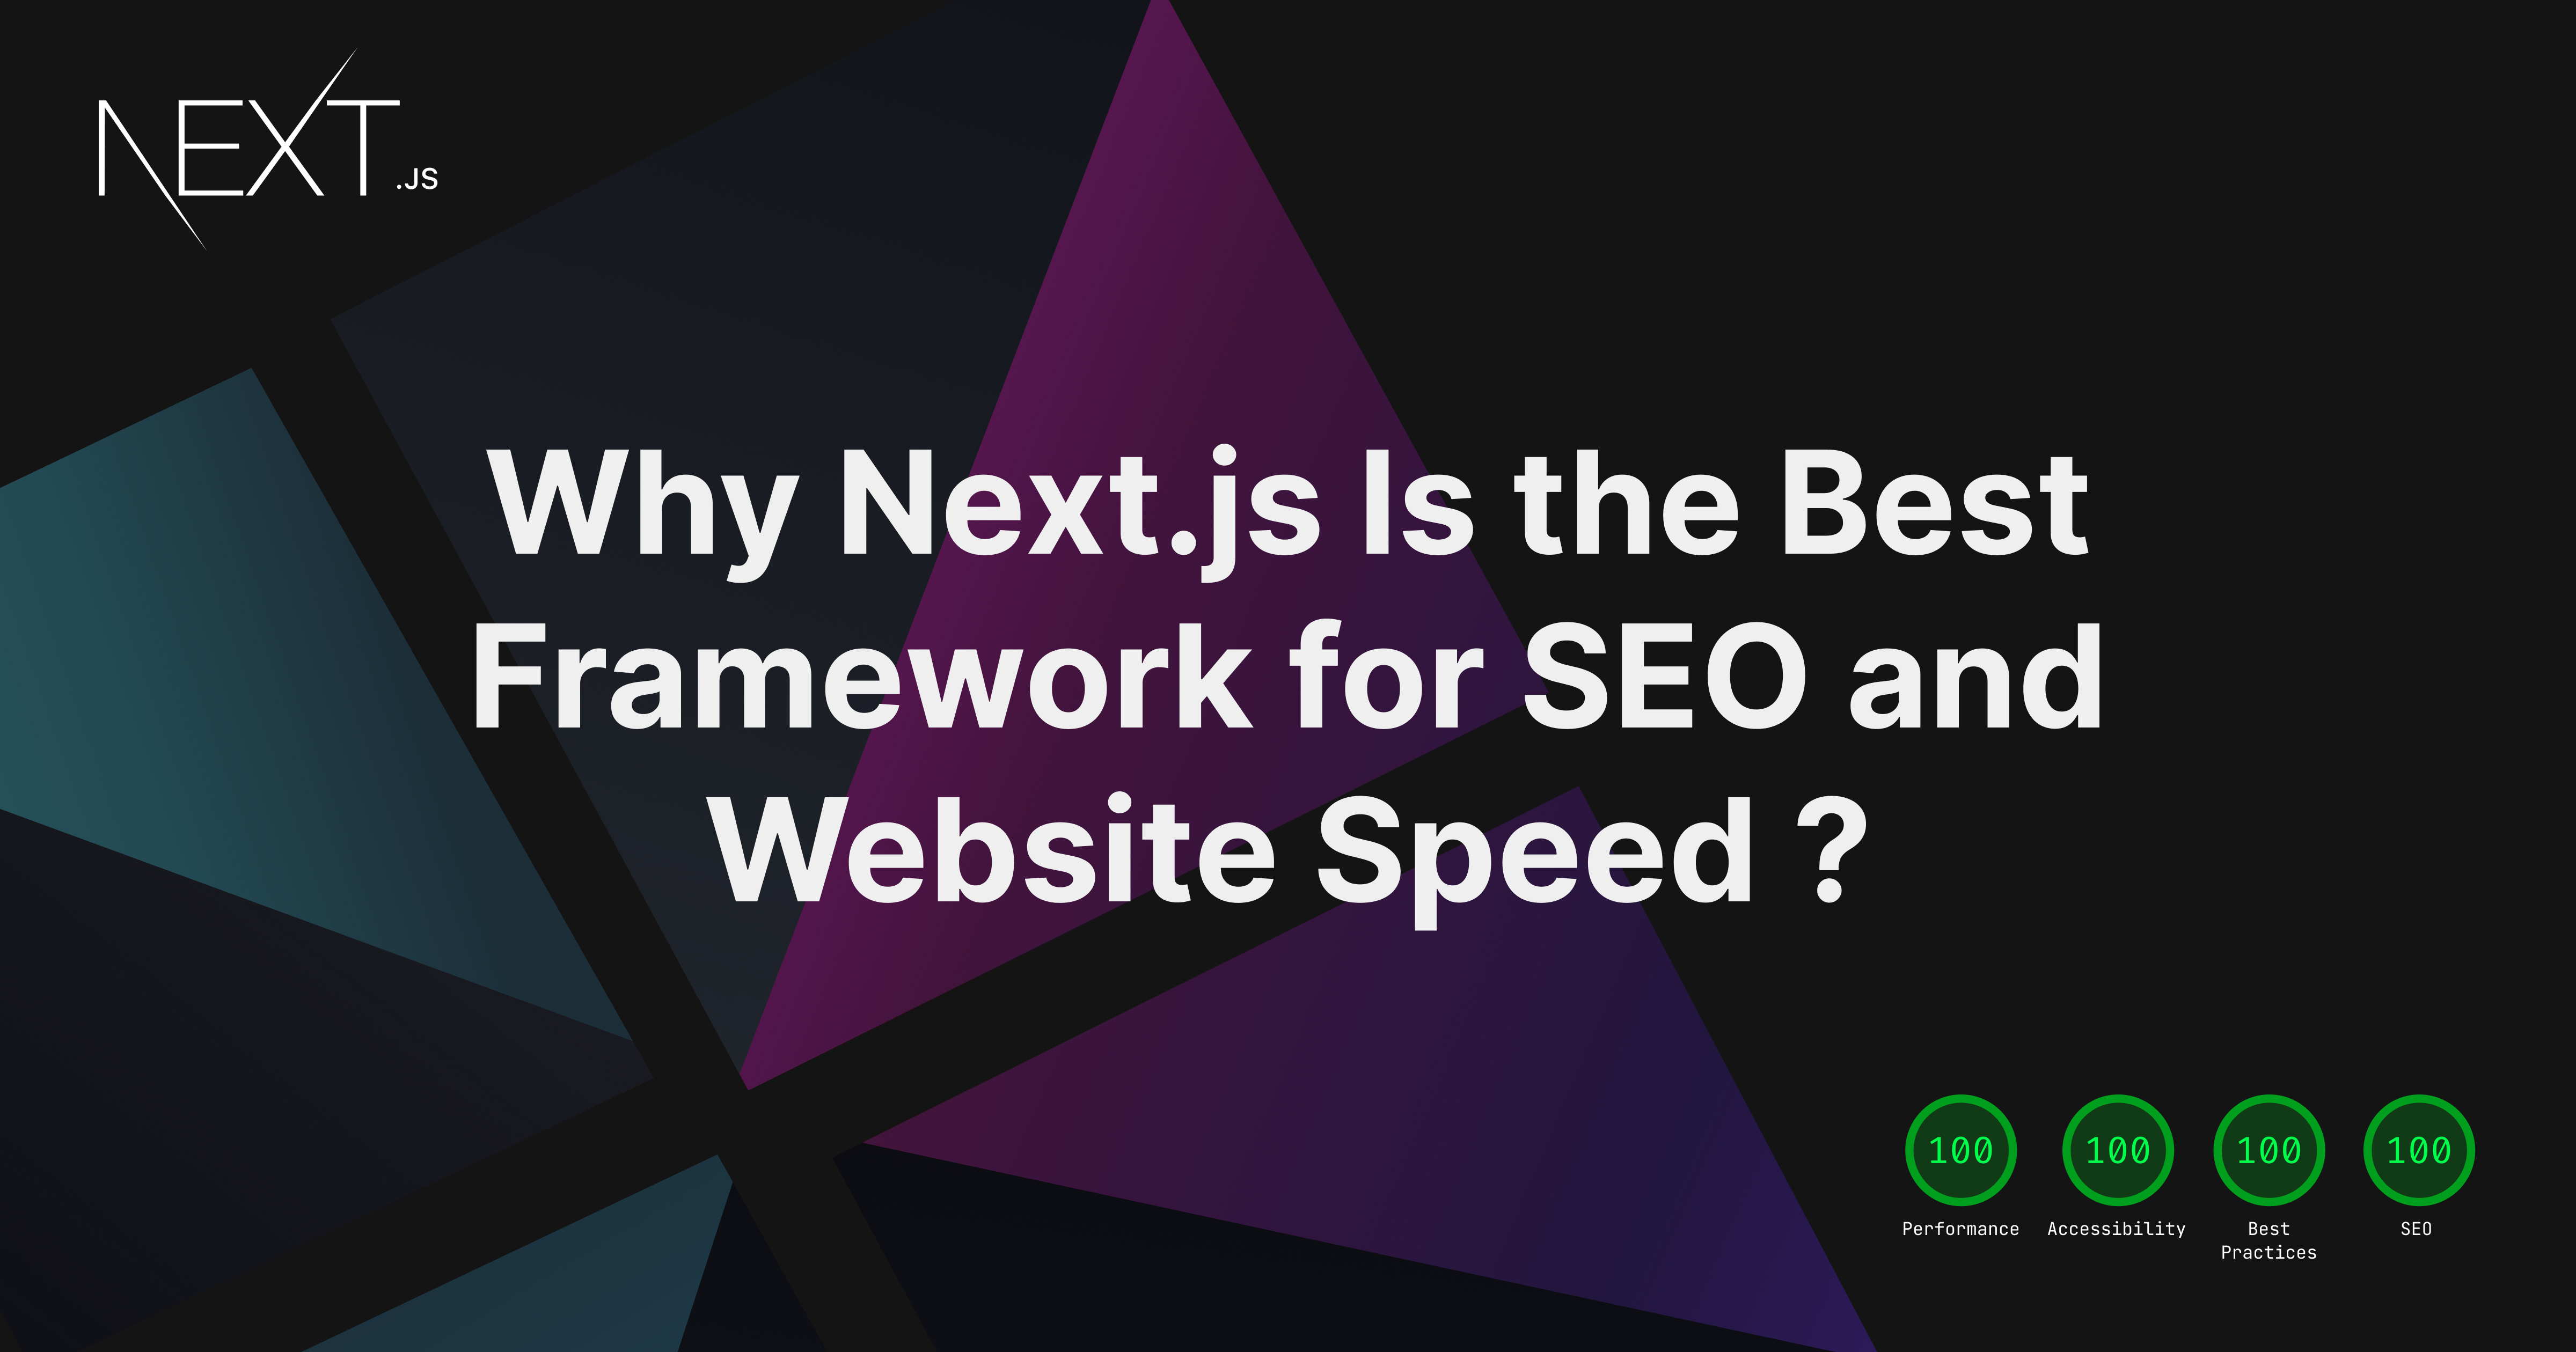 NEXT.JS
Why Next.js Is the Best
Framework for SEO and
Website Speed ?
100 100 100 100
Performance Accessibility Best Practices SEO